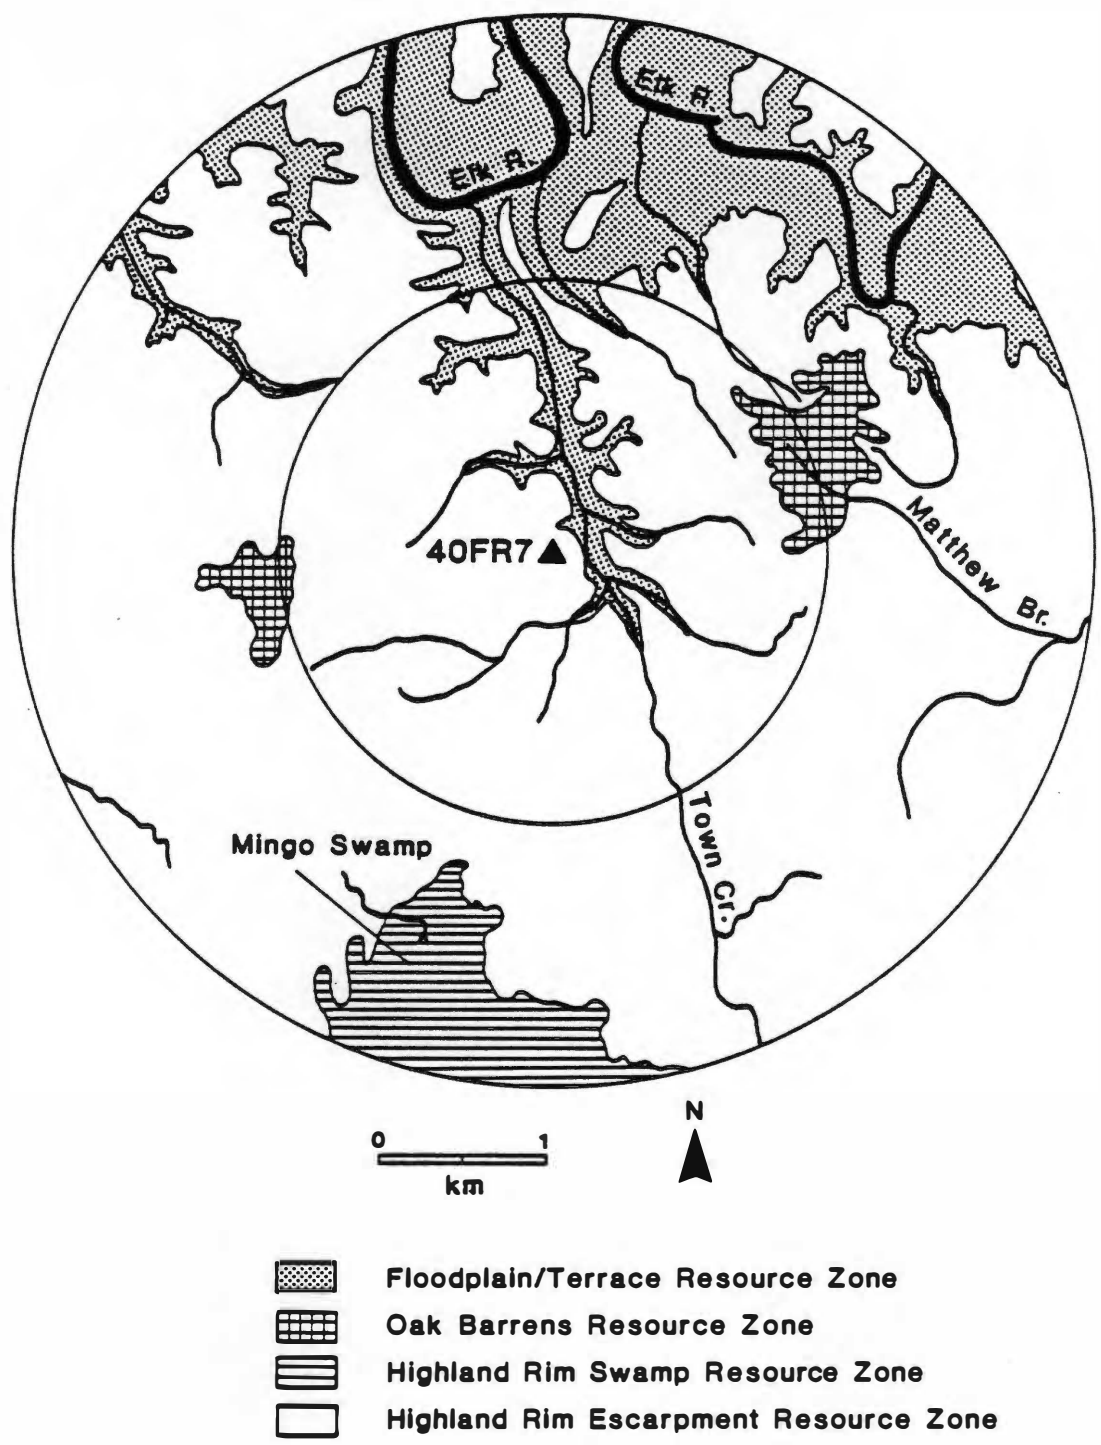 Elk R.
Elk R.
40FR7
Matthew Br.
Mingo Swamp
Town Cr.
N
0 1
km
Floodplain/Terrace Resource Zone
Oak Barrens Resource Zone
Highland Rim Swamp Resource Zone
Highland Rim Escarpment Resource Zone